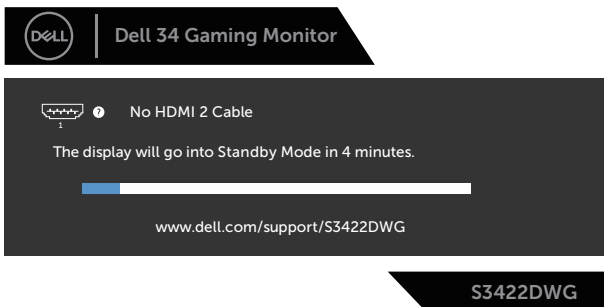 DELL
Dell 34 Gaming Monitor
?
No HDMI 2 Cable
1
The display will go into Standby Mode in 4 minutes.
www.dell.com/support/S3422DWG
S3422DWG